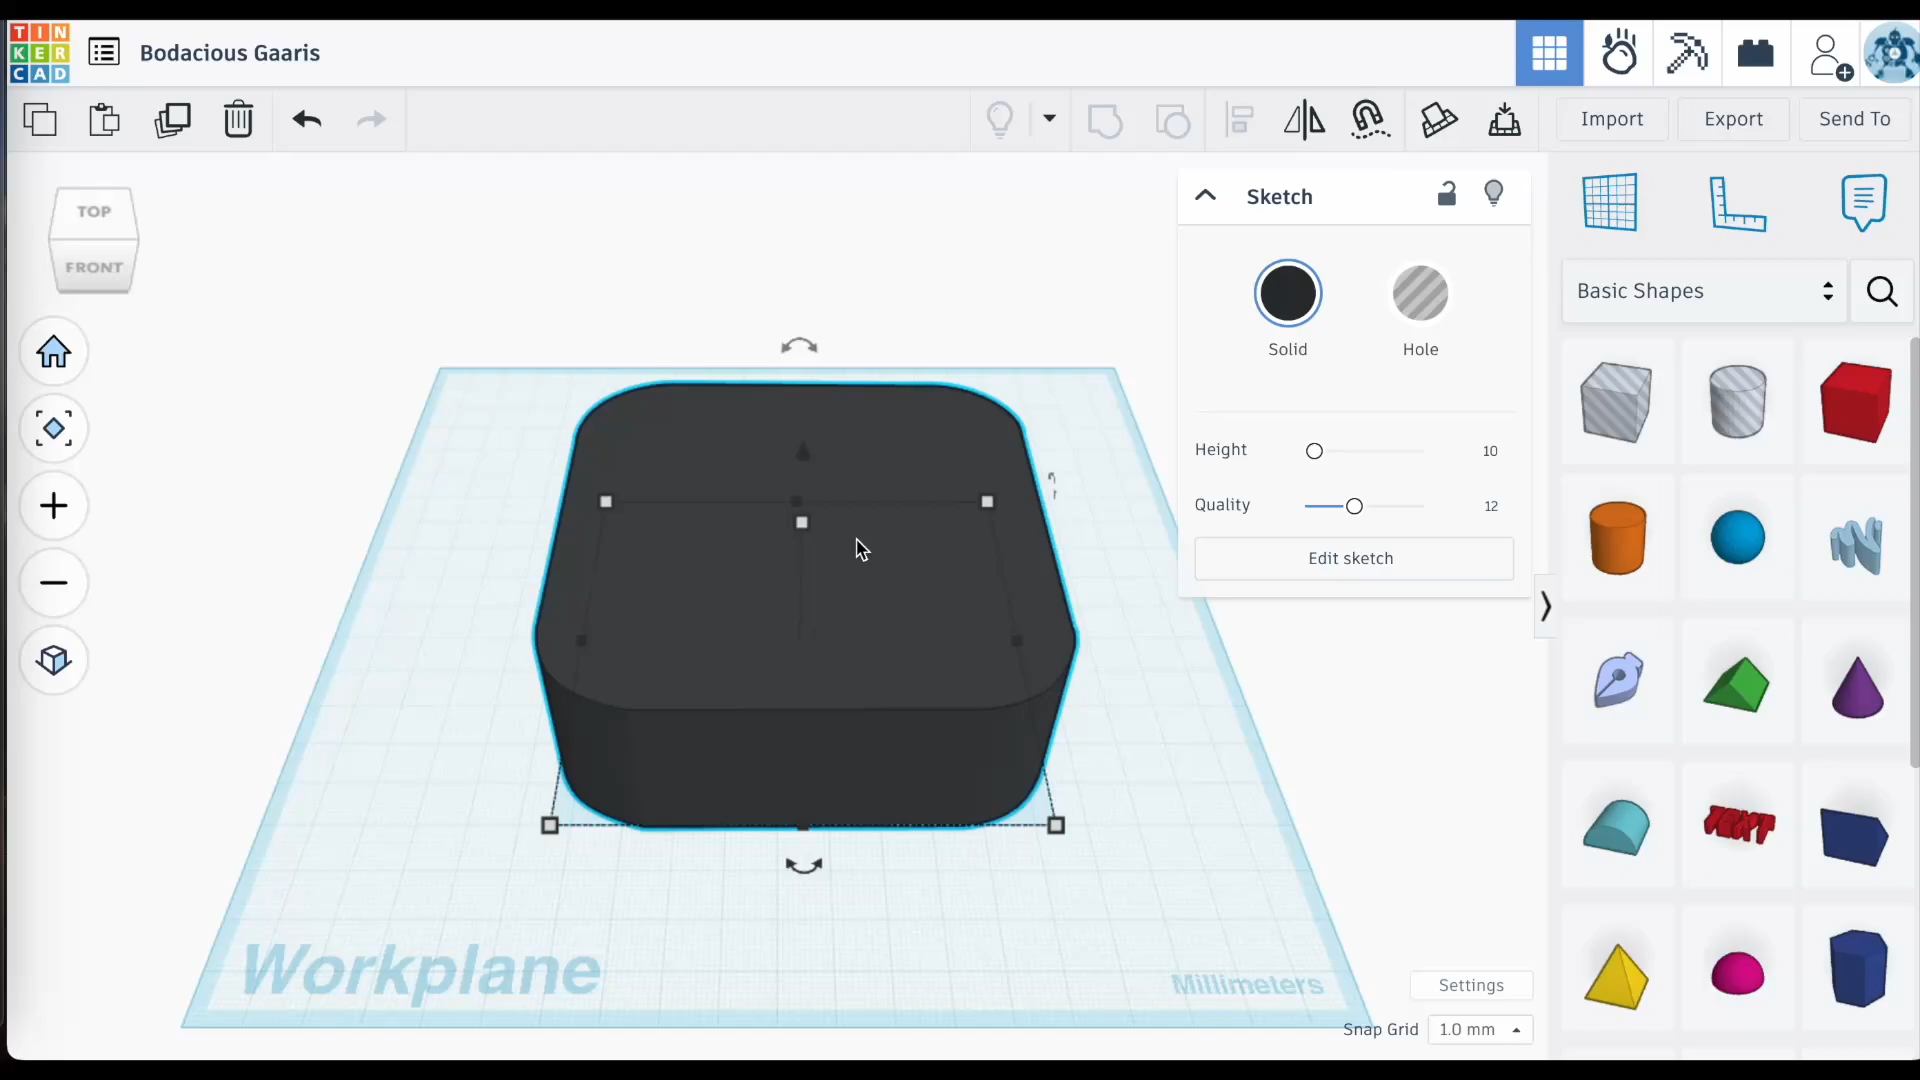 TIN
KER
CAD
Bodacious Gaaris
Import
Export
Send To
TOP
FRONT
Sketch
Solid
Hole
Height
10
Quality
12
Edit sketch
Basic Shapes
TEXT
Workplane
Millimeters
Settings
Snap Grid
1.0 mm